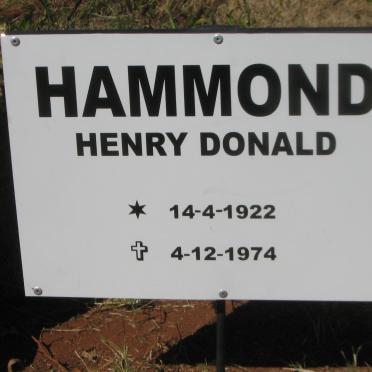 HAMMOND
HENRY DONALD
14-4-1922
4-12-1974